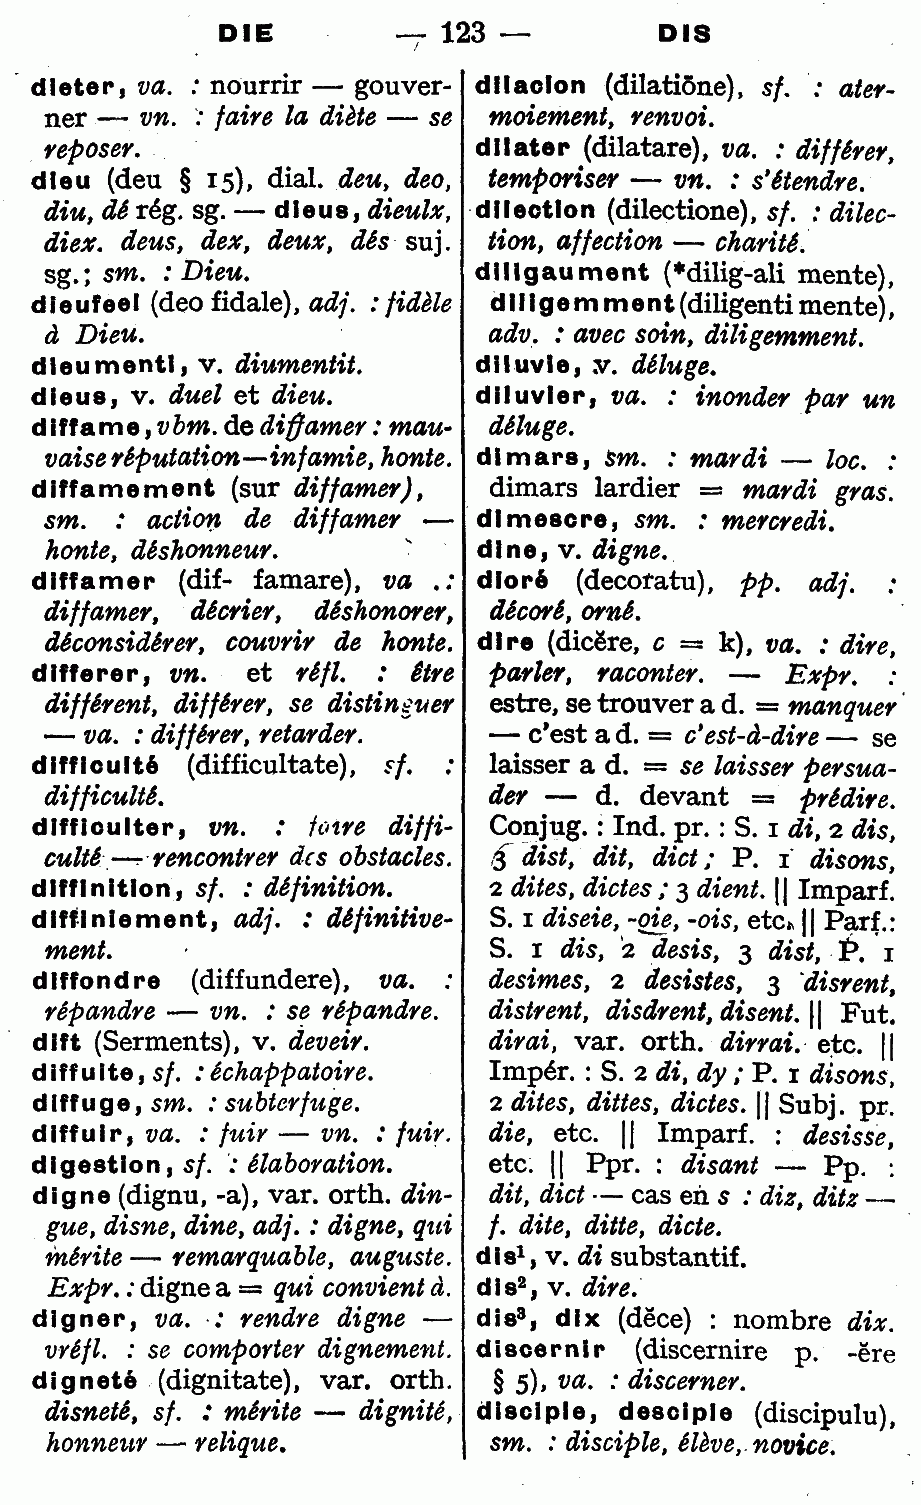 DIE — 123 — DIS
dieter, va. : nourrir — gouver-
ner — vn. : faire la diète — se
reposer.
dieu (deu § 15), dial. deu, deo,
diu, dé rég. sg. — dieus, dieulx,
diex. deus, dex, deux, dés suj.
sg.; sm. : Dieu.
dieufeel (deo fidale), adj. : fidèle
à Dieu.
dieumenti, v. diumentit.
dieus, v. duel et dieu.
diffame, vbm. de diffamer : mau-
vaise réputation — infamie, honte.
diffamement (sur diffamer),
sm. : action de diffamer —
honte, déshonneur.
diffamer (dif- famare), va .:
diffamer, décrier, déshonorer,
déconsidérer, couvrir de honte.
differer, vn. et réfl. : être
différent, différer, se distinguer
— va. : différer, retarder.
difficulté (difficultate), sf. :
difficulté.
difficulter, vn. : faire diffi-
culté — rencontrer des obstacles.
diffinition, sf. : définition.
diffiniement, adj. : définitive-
ment.
diffondre (diffundere), va. :
répandre — vn. : se répandre.
dift (Serments), v. deveir.
diffuite, sf. : échappatoire.
diffuge, sm. : subterfuge.
diffuir, va. : fuir — vn. : fuir.
digestion, sf. : élaboration.
digne (dignu, -a), var. orth. din-
gue, disne, dine, adj. : digne, qui
mérite — remarquable, auguste.
Expr. : digne a = qui convient à.
digner, va. : rendre digne —
vréfl. : se comporter dignement.
digneté (dignitate), var. orth.
disneté, sf. : mérite — dignité,
honneur — relique.
dilacion (dilatiōne), sf. : ater-
moiement, renvoi.
dilater (dilatare), va. : différer,
temporiser — vn. : s'étendre.
dilection (dilectione), sf. : dilec-
tion, affection — charité.
diligaument (*dilig-ali mente),
diligemment (diligenti mente),
adv. : avec soin, diligemment.
diluvie, v. déluge.
diluvier, va. : inonder par un
déluge.
dimars, sm. : mardi — loc. :
dimars lardier = mardi gras.
dimescre, sm. : mercredi.
dine, v. digne.
dioré (decoratu), pp. adj. :
décoré, orné.
dire (dicĕre, c = k), va. : dire,
parler, raconter. — Expr. :
estre, se trouver a d. = manquer
— c'est a d. = c'est-à-dire — se
laisser a d. = se laisser persua-
der — d. devant = prédire.
Conjug. : Ind. pr. : S. 1 di, 2 dis,
3 dist, dit, dict ; P. 1 disons,
2 dites, dictes ; 3 dient. || Imparf.
S. 1 diseie, -oie, -ois, etc. || Parf.:
S. 1 dis, 2 desis, 3 dist, P. 1
desimes, 2 desistes, 3 disrent,
distrent, disdrent, disent. || Fut.
dirai, var. orth. dirrai. etc. ||
Impér. : S. 2 di, dy ; P. 1 disons,
2 dites, dittes, dictes. || Subj. pr.
die, etc. || Imparf. : desisse,
etc. || Ppr. : disant — Pp. :
dit, dict — cas en s : diz, ditz —
f. dite, ditte, dicte.
dis¹, v. di substantif.
dis², v. dire.
dis³, dix (dĕce) : nombre dix.
discernir (discernire p. -ĕre
§ 5), va. : discerner.
disciple, desciple (discipulu),
sm. : disciple, élève, novice.